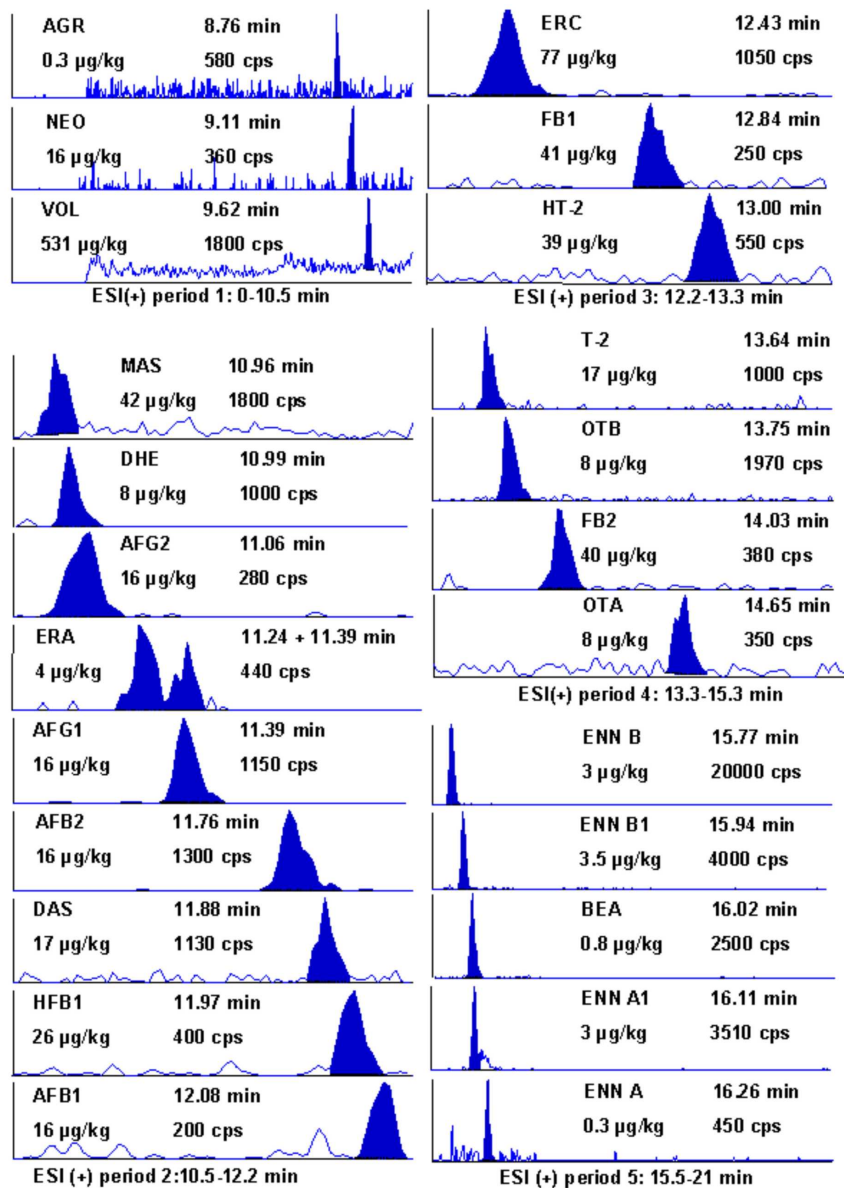 AGR 8.76 min
0.3 µg/kg 580 cps
NEO 9.11 min
16 µg/kg 360 cps
VOL 9.62 min
531 µg/kg 1800 cps
ESI(+) period 1: 0-10.5 min
MAS 10.96 min
42 µg/kg 1800 cps
DHE 10.99 min
8 µg/kg 1000 cps
AFG2 11.06 min
16 µg/kg 280 cps
ERA 11.24 + 11.39 min
4 µg/kg 440 cps
AFG1 11.39 min
16 µg/kg 1150 cps
AFB2 11.76 min
16 µg/kg 1300 cps
DAS 11.88 min
17 µg/kg 1130 cps
HFB1 11.97 min
26 µg/kg 400 cps
AFB1 12.08 min
16 µg/kg 200 cps
ESI (+) period 2:10.5-12.2 min
ERC 12.43 min
77 µg/kg 1050 cps
FB1 12.84 min
41 µg/kg 250 cps
HT-2 13.00 min
39 µg/kg 550 cps
ESI (+) period 3: 12.2-13.3 min
T-2 13.64 min
17 µg/kg 1000 cps
OTB 13.75 min
8 µg/kg 1970 cps
FB2 14.03 min
40 µg/kg 380 cps
OTA 14.65 min
8 µg/kg 350 cps
ESI(+) period 4: 13.3-15.3 min
ENN B 15.77 min
3 µg/kg 20000 cps
ENN B1 15.94 min
3.5 µg/kg 4000 cps
BEA 16.02 min
0.8 µg/kg 2500 cps
ENN A1 16.11 min
3 µg/kg 3510 cps
ENN A 16.26 min
0.3 µg/kg 450 cps
ESI (+) period 5: 15.5-21 min